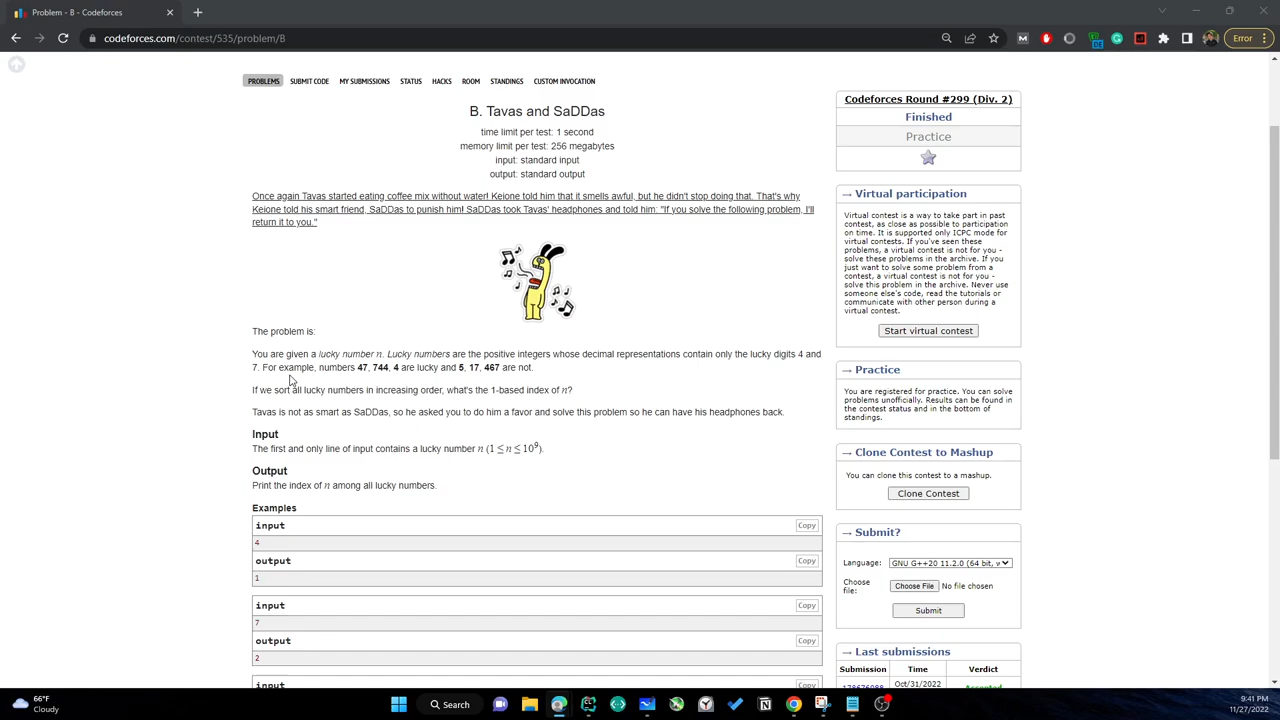 Problem - B - Codeforces
codeforces.com/contest/535/problem/B
Error
PROBLEMS SUBMIT CODE MY SUBMISSIONS STATUS HACKS ROOM STANDINGS CUSTOM INVOCATION
B. Tavas and SaDDas
time limit per test: 1 second
memory limit per test: 256 megabytes
input: standard input
output: standard output
Once again Tavas started eating coffee mix without water! Keione told him that it smells awful, but he didn't stop doing that. That's why
Keione told his smart friend, SaDDas to punish him! SaDDas took Tavas' headphones and told him: "If you solve the following problem, I'll
return it to you."
The problem is:
You are given a lucky number n. Lucky numbers are the positive integers whose decimal representations contain only the lucky digits 4 and
7. For example, numbers 47, 744, 4 are lucky and 5, 17, 467 are not.
If we sort all lucky numbers in increasing order, what's the 1-based index of n?
Tavas is not as smart as SaDDas, so he asked you to do him a favor and solve this problem so he can have his headphones back.
Input
The first and only line of input contains a lucky number n (1 ≤ n ≤ 10^9).
Output
Print the index of n among all lucky numbers.
Examples
input
Copy
4
output
Copy
1
input
Copy
7
output
Copy
2
input
Copy
Codeforces Round #299 (Div. 2)
Finished
Practice
→ Virtual participation
Virtual contest is a way to take part in past
contest, as close as possible to participation
on time. It is supported only ICPC mode for
virtual contests. If you've seen these
problems, a virtual contest is not for you -
solve these problems in the archive. If you
just want to solve some problem from a
contest, a virtual contest is not for you -
solve this problem in the archive. Never use
someone else's code, read the tutorials or
communicate with other person during a
virtual contest.
Start virtual contest
→ Practice
You are registered for practice. You can solve
problems unofficially. Results can be found in
the contest status and in the bottom of
standings.
→ Clone Contest to Mashup
You can clone this contest to a mashup.
Clone Contest
→ Submit?
Language: GNU G++20 11.2.0 (64 bit, w
Choose
file:
Choose File No file chosen
Submit
→ Last submissions
Submission Time Verdict
Oct/31/2022
66°F
Cloudy
Search
9:41 PM
11/27/2022